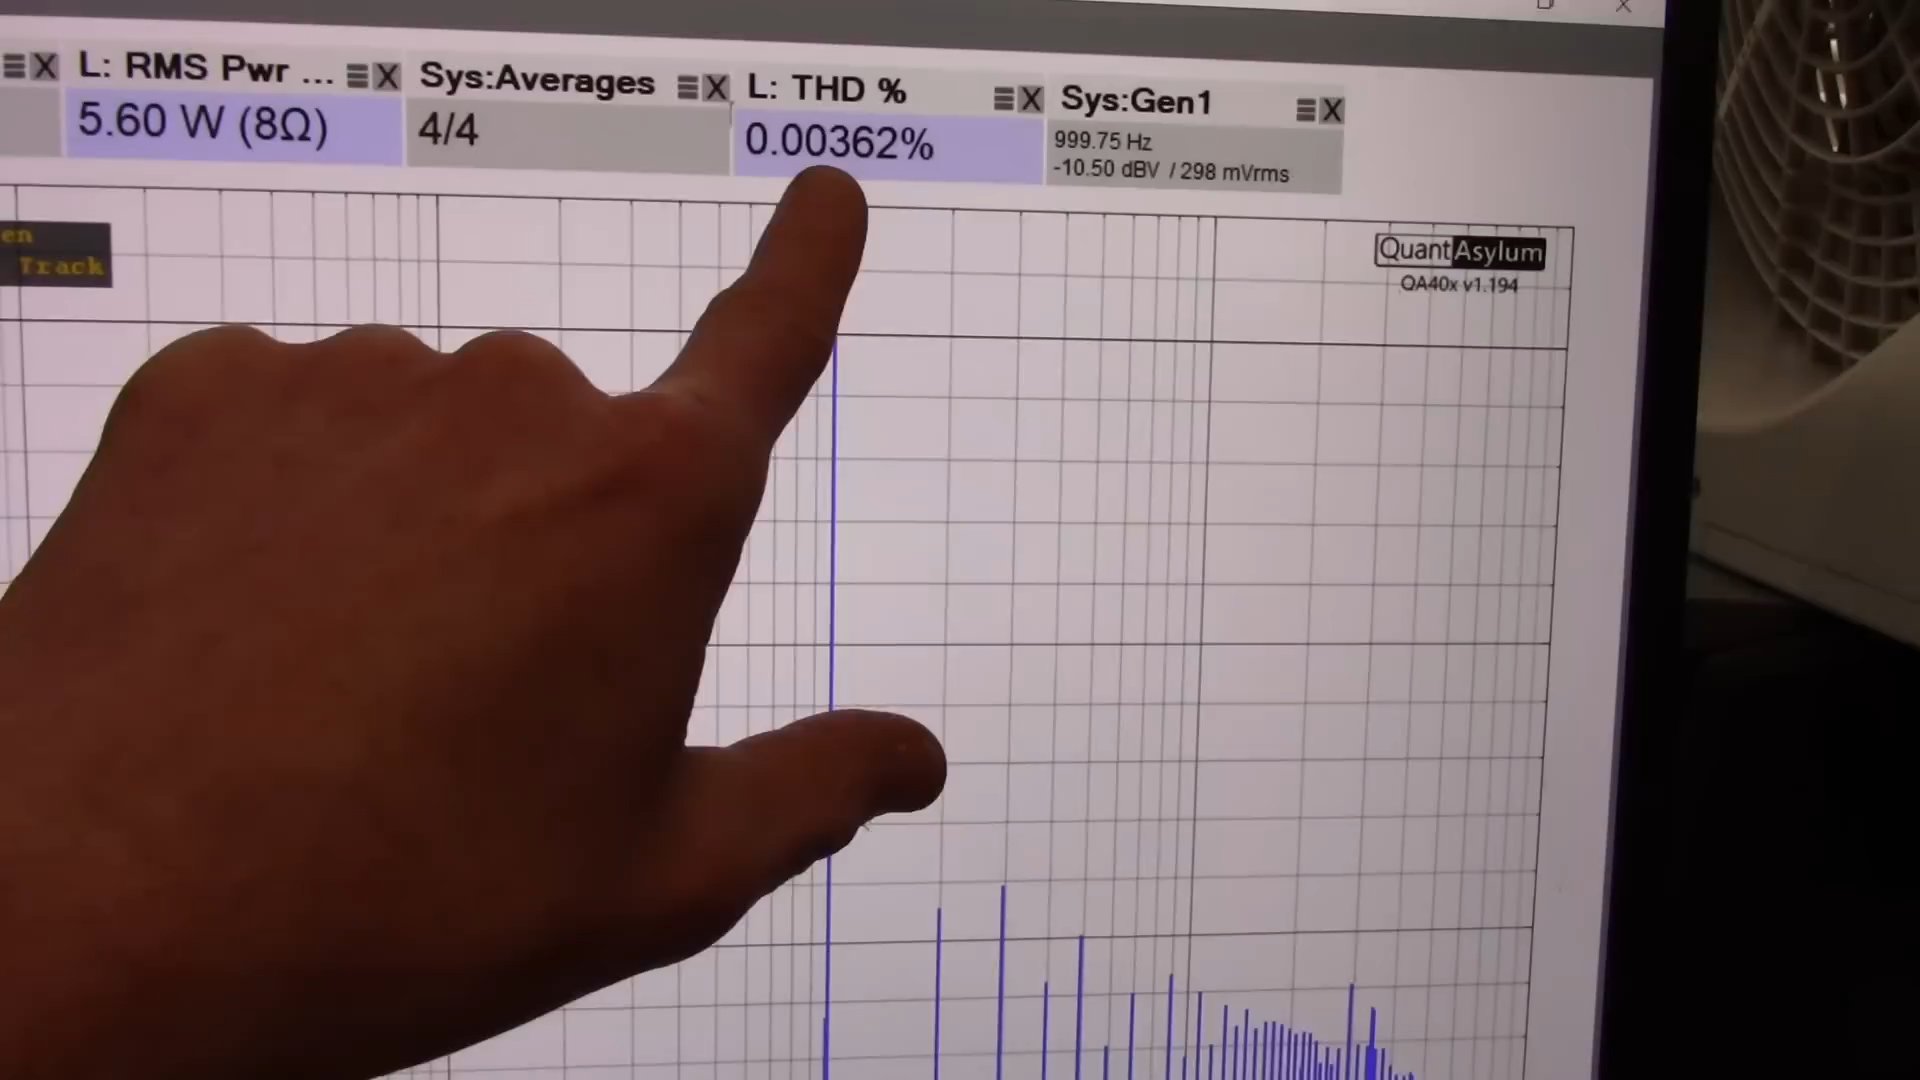 L: RMS Pwr ...
5.60 W (8Ω)
Sys:Averages
4/4
L: THD %
0.00362%
Sys:Gen1
999.75 Hz
-10.50 dBV / 298 mVrms
en
Track
QuantAsylum
QA40x v1.194